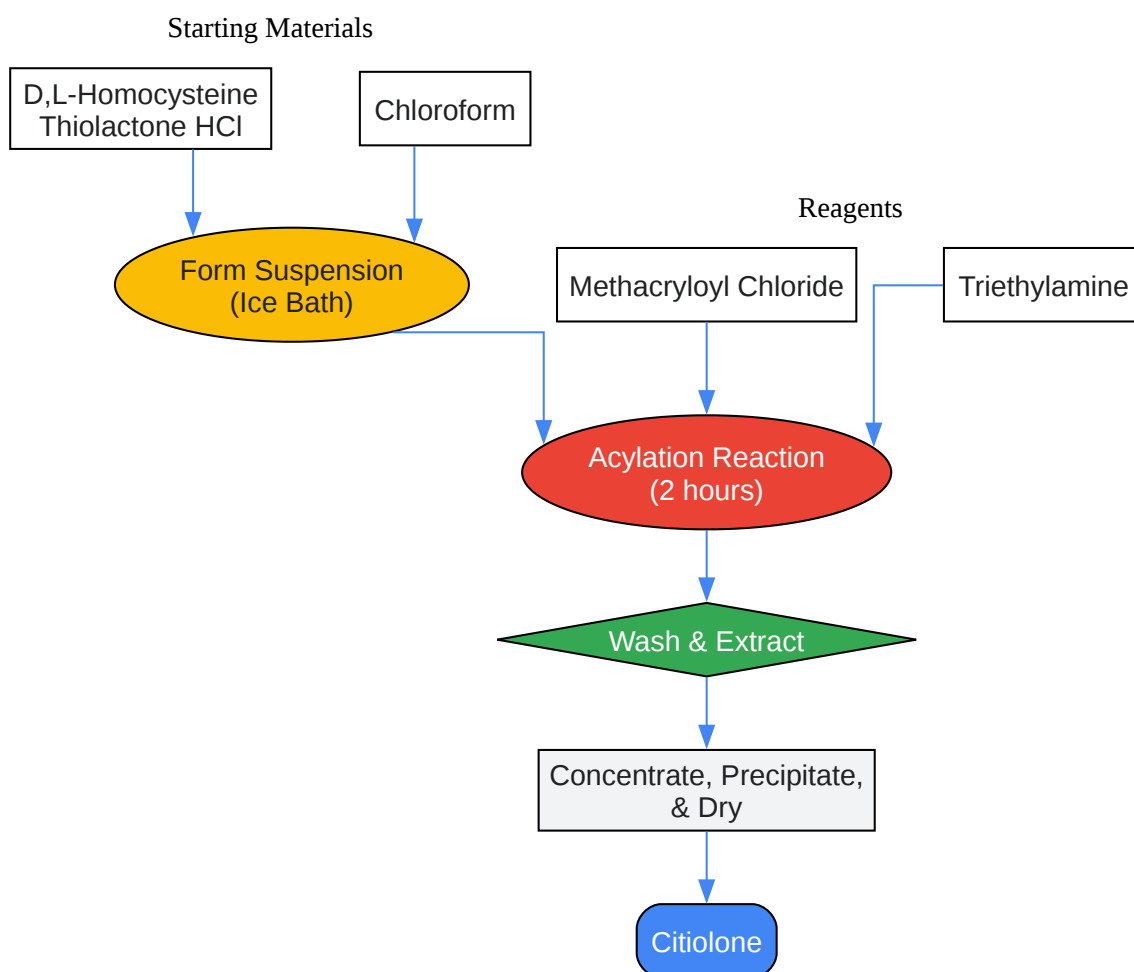 Starting Materials
D,L-Homocysteine
Thiolactone HCl
Chloroform
Reagents
Form Suspension
(Ice Bath)
Methacryloyl Chloride
Triethylamine
Acylation Reaction
(2 hours)
Wash & Extract
Concentrate, Precipitate,
& Dry
Citiolone